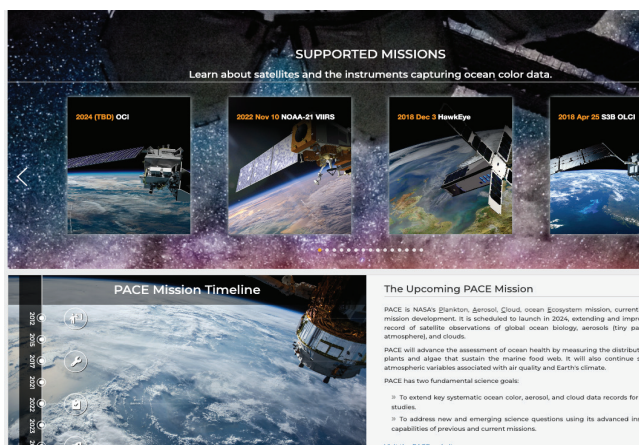 SUPPORTED MISSIONS
Learn about satellites and the instruments capturing ocean color data.
2024 (TBD) OCI
2022 Nov 10 NOAA-21 VIIRS
2018 Dec 3 HawkEye
2018 Apr 25 S3B OLCI
PACE Mission Timeline
2012
2015
2017
2021
2022
2023
The Upcoming PACE Mission
PACE is NASA's Plankton, Aerosol, Cloud, ocean Ecosystem mission,
mission development. It is scheduled to launch in 2024, extending and
record of satellite observations of global ocean biology, aerosols (tiny
atmosphere), and clouds.
PACE will advance the assessment of ocean health by measuring the
plants and algae that sustain the marine food web. It will also continue
atmospheric variables associated with air quality and Earth's climate.
PACE has two fundamental science goals:
» To extend key systematic ocean color, aerosol, and cloud data records for
studies.
» To address new and emerging science questions using its advanced
capabilities of previous and current missions.